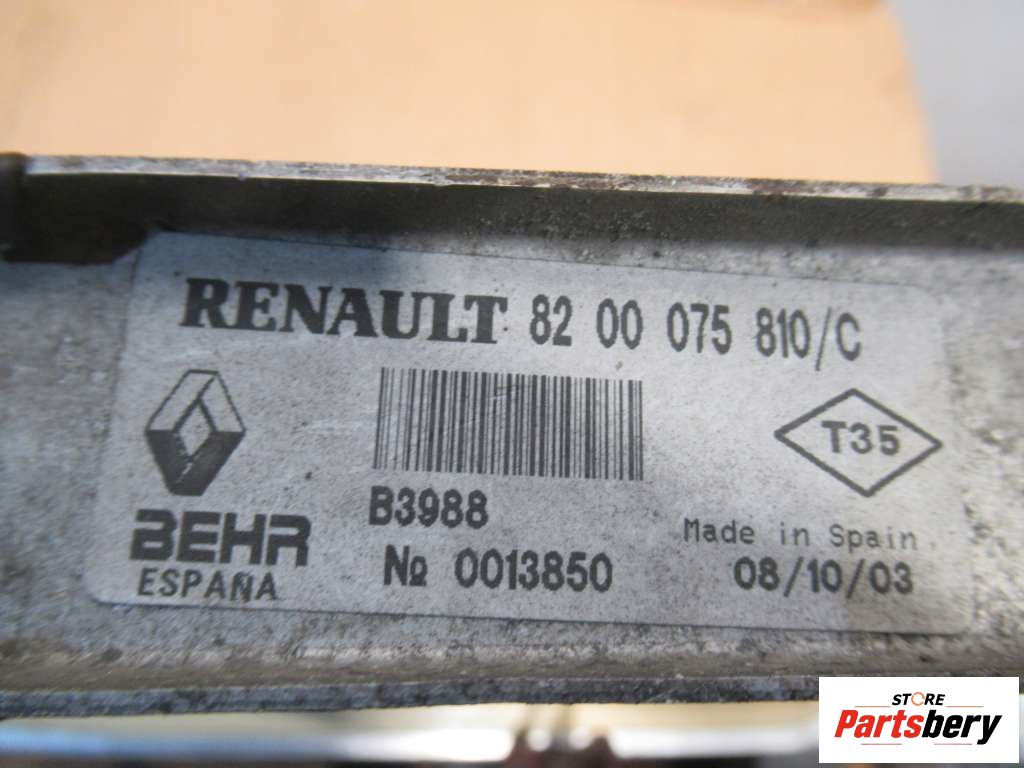 RENAULT 82 00 075 810/C
T35
B3988
BEHR
ESPAÑA
№ 0013850
Made in Spain
08/10/03
STORE
Partsbery